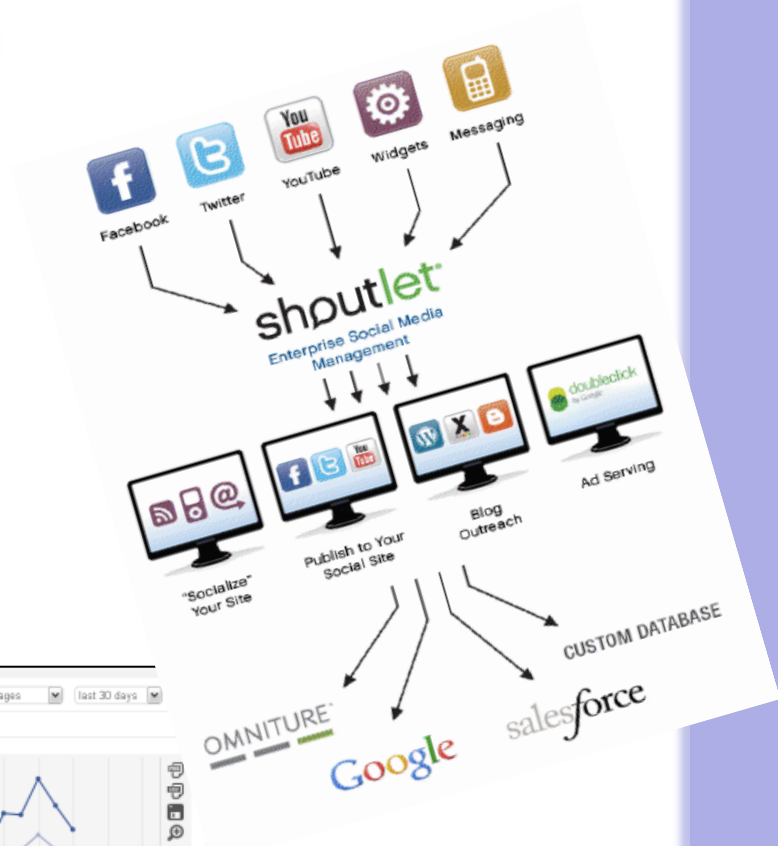 You
Tube
Facebook
Twitter
YouTube
Widgets
Messaging
shoutlet
Enterprise Social Media
Management
You
Tube
doubleclick
by Google
"Socialize"
Your Site
Publish to Your
Social Site
Blog
Outreach
Ad Serving
OMNITURE
Google
salesforce
CUSTOM DATABASE
ages
last 30 days